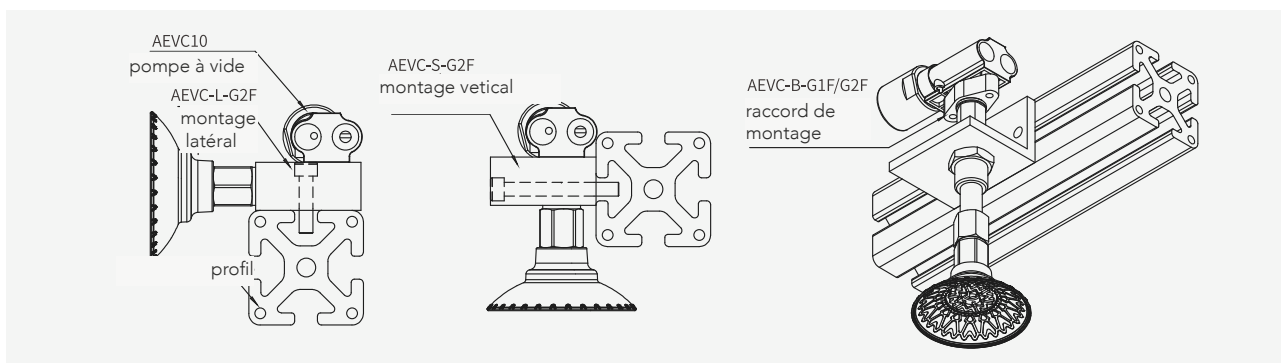 AEVC10
pompe à vide
AEVC-L-G2F
montage
latéral
profil
AEVC-S-G2F
montage vetical
AEVC-B-G1F/G2F
raccord de
montage